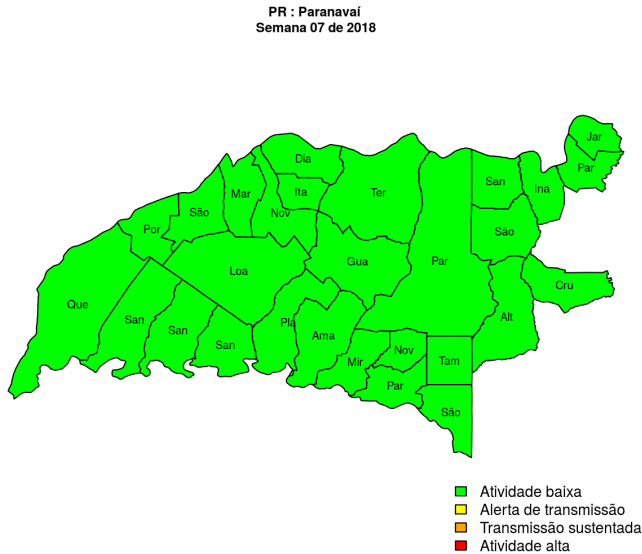 PR : Paranavaí
Semana 07 de 2018
Jar
Par
Dia
San
Ina
Ita
Mar
Ter
São
Nov
Por
São
Loa
Gua
Par
Cru
Que
San
San
San
Pla
Ama
Alt
Mir
Nov
Tam
Par
São
Atividade baixa
Alerta de transmissão
Transmissão sustentada
Atividade alta